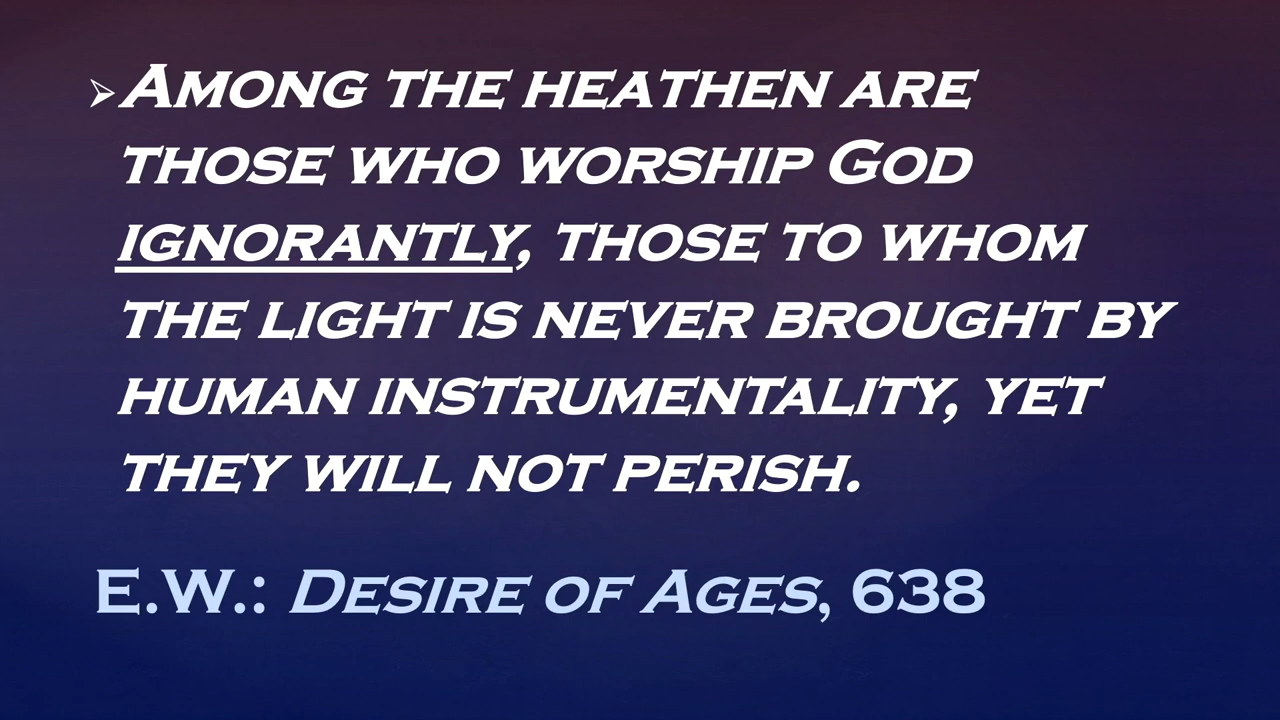 Among the heathen are
those who worship God
ignorantly, those to whom
the light is never brought by
human instrumentality, yet
they will not perish.
E.W.: Desire of Ages, 638